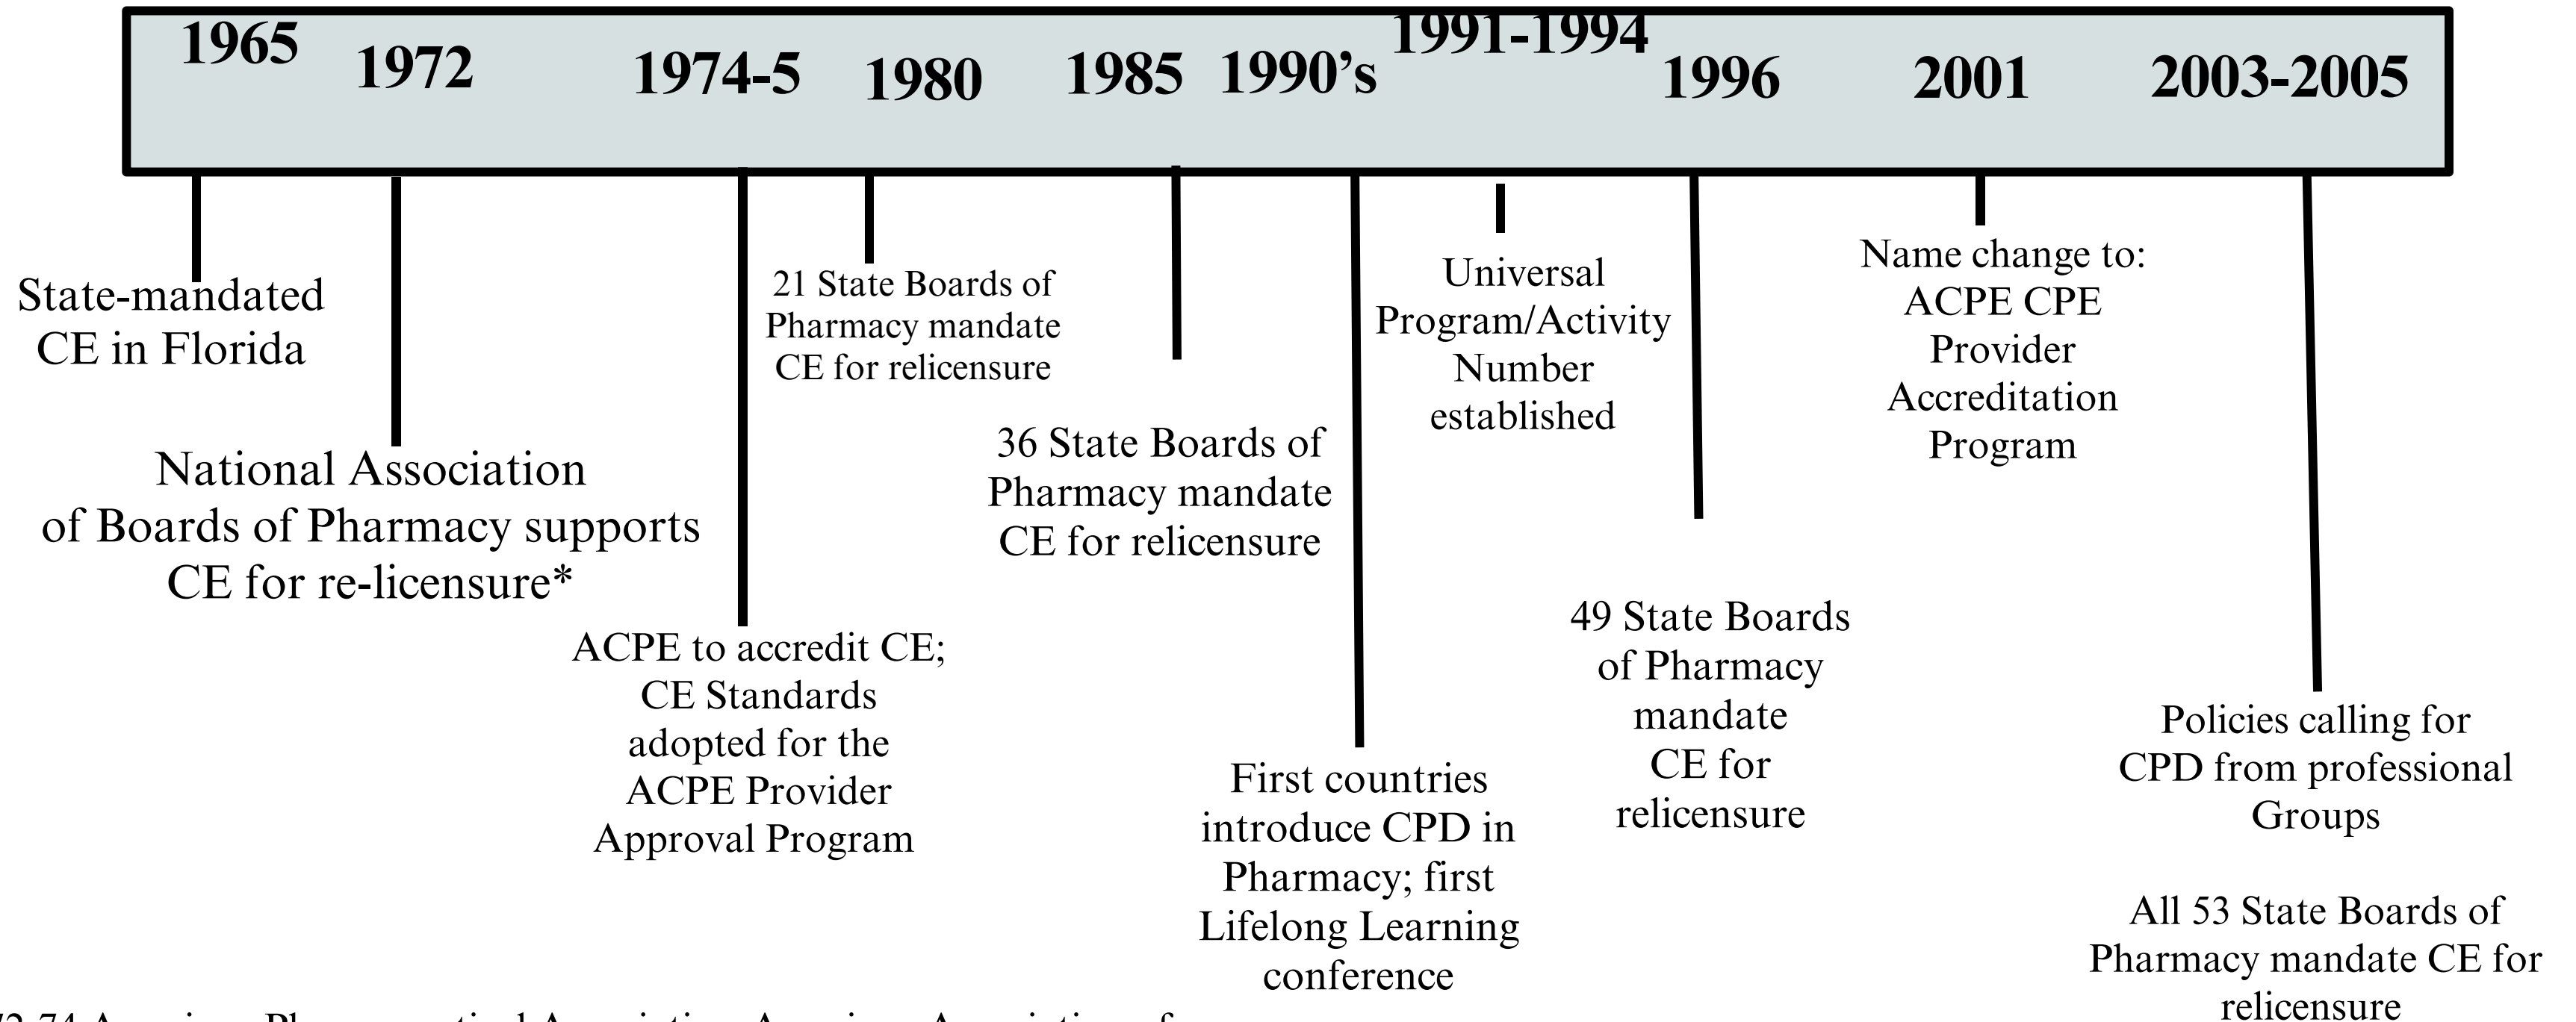 1965
1972
1974-5
1980
1985
1990's
1991-1994
1996
2001
2003-2005
State-mandated
CE in Florida
National Association
of Boards of Pharmacy supports
CE for re-licensure*
ACPE to accredit CE;
CE Standards
adopted for the
ACPE Provider
Approval Program
21 State Boards of
Pharmacy mandate
CE for relicensure
36 State Boards of
Pharmacy mandate
CE for relicensure
First countries
introduce CPD in
Pharmacy; first
Lifelong Learning
conference
Universal
Program/Activity
Number
established
49 State Boards
of Pharmacy
mandate
CE for
relicensure
Name change to:
ACPE CPE
Provider
Accreditation
Program
Policies calling for
CPD from professional
Groups
All 53 State Boards of
Pharmacy mandate CE for
relicensure